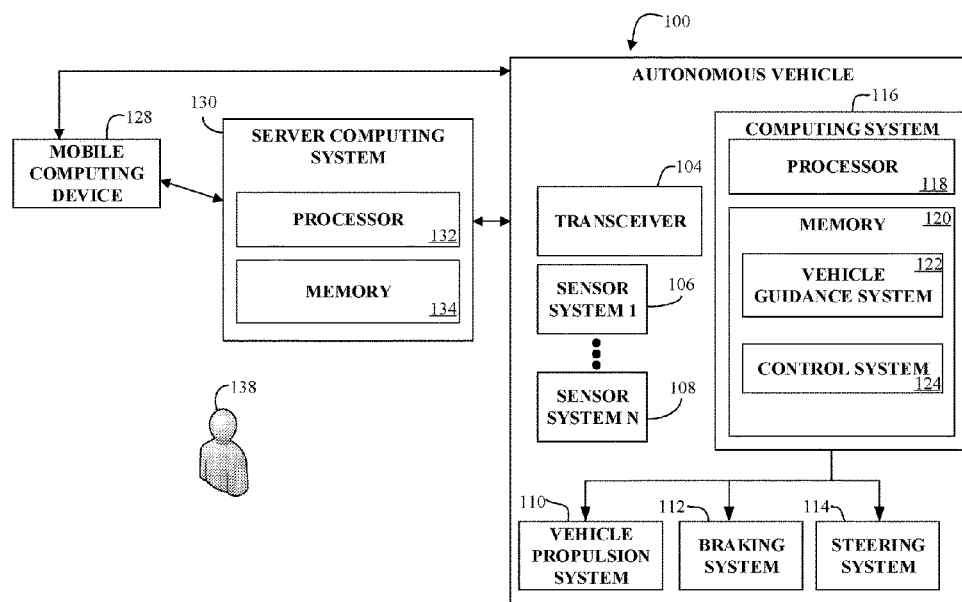 100
AUTONOMOUS VEHICLE
128
MOBILE
COMPUTING
DEVICE
130
SERVER COMPUTING
SYSTEM
PROCESSOR
132
MEMORY
134
138
104
TRANSCEIVER
SENSOR
SYSTEM 1
106
SENSOR
SYSTEM N
108
116
COMPUTING SYSTEM
PROCESSOR
118
MEMORY
120
VEHICLE
GUIDANCE SYSTEM
122
CONTROL SYSTEM
124
110
VEHICLE
PROPULSION
SYSTEM
112
BRAKING
SYSTEM
114
STEERING
SYSTEM